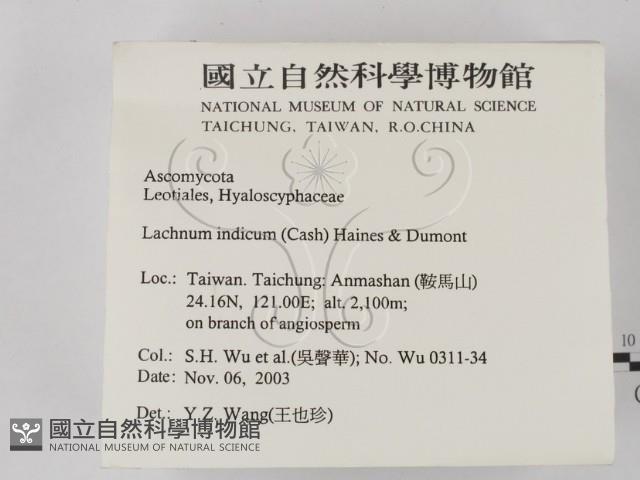 國立自然科學博物館
NATIONAL MUSEUM OF NATURAL SCIENCE
TAICHUNG, TAIWAN, R.O.CHINA
Ascomycota
Leotiales, Hyaloscyphaceae
Lachnum indicum (Cash) Haines & Dumont
Loc.: Taiwan. Taichung: Anmashan (鞍馬山)
24.16N, 121.00E; alt. 2,100m;
on branch of angiosperm
Col.: S.H. Wu et al.(吳聲華); No. Wu 0311-34
Date: Nov. 06, 2003
Det.: Y.Z. Wang(王也珍)
國立自然科學博物館
NATIONAL MUSEUM OF NATURAL SCIENCE
10